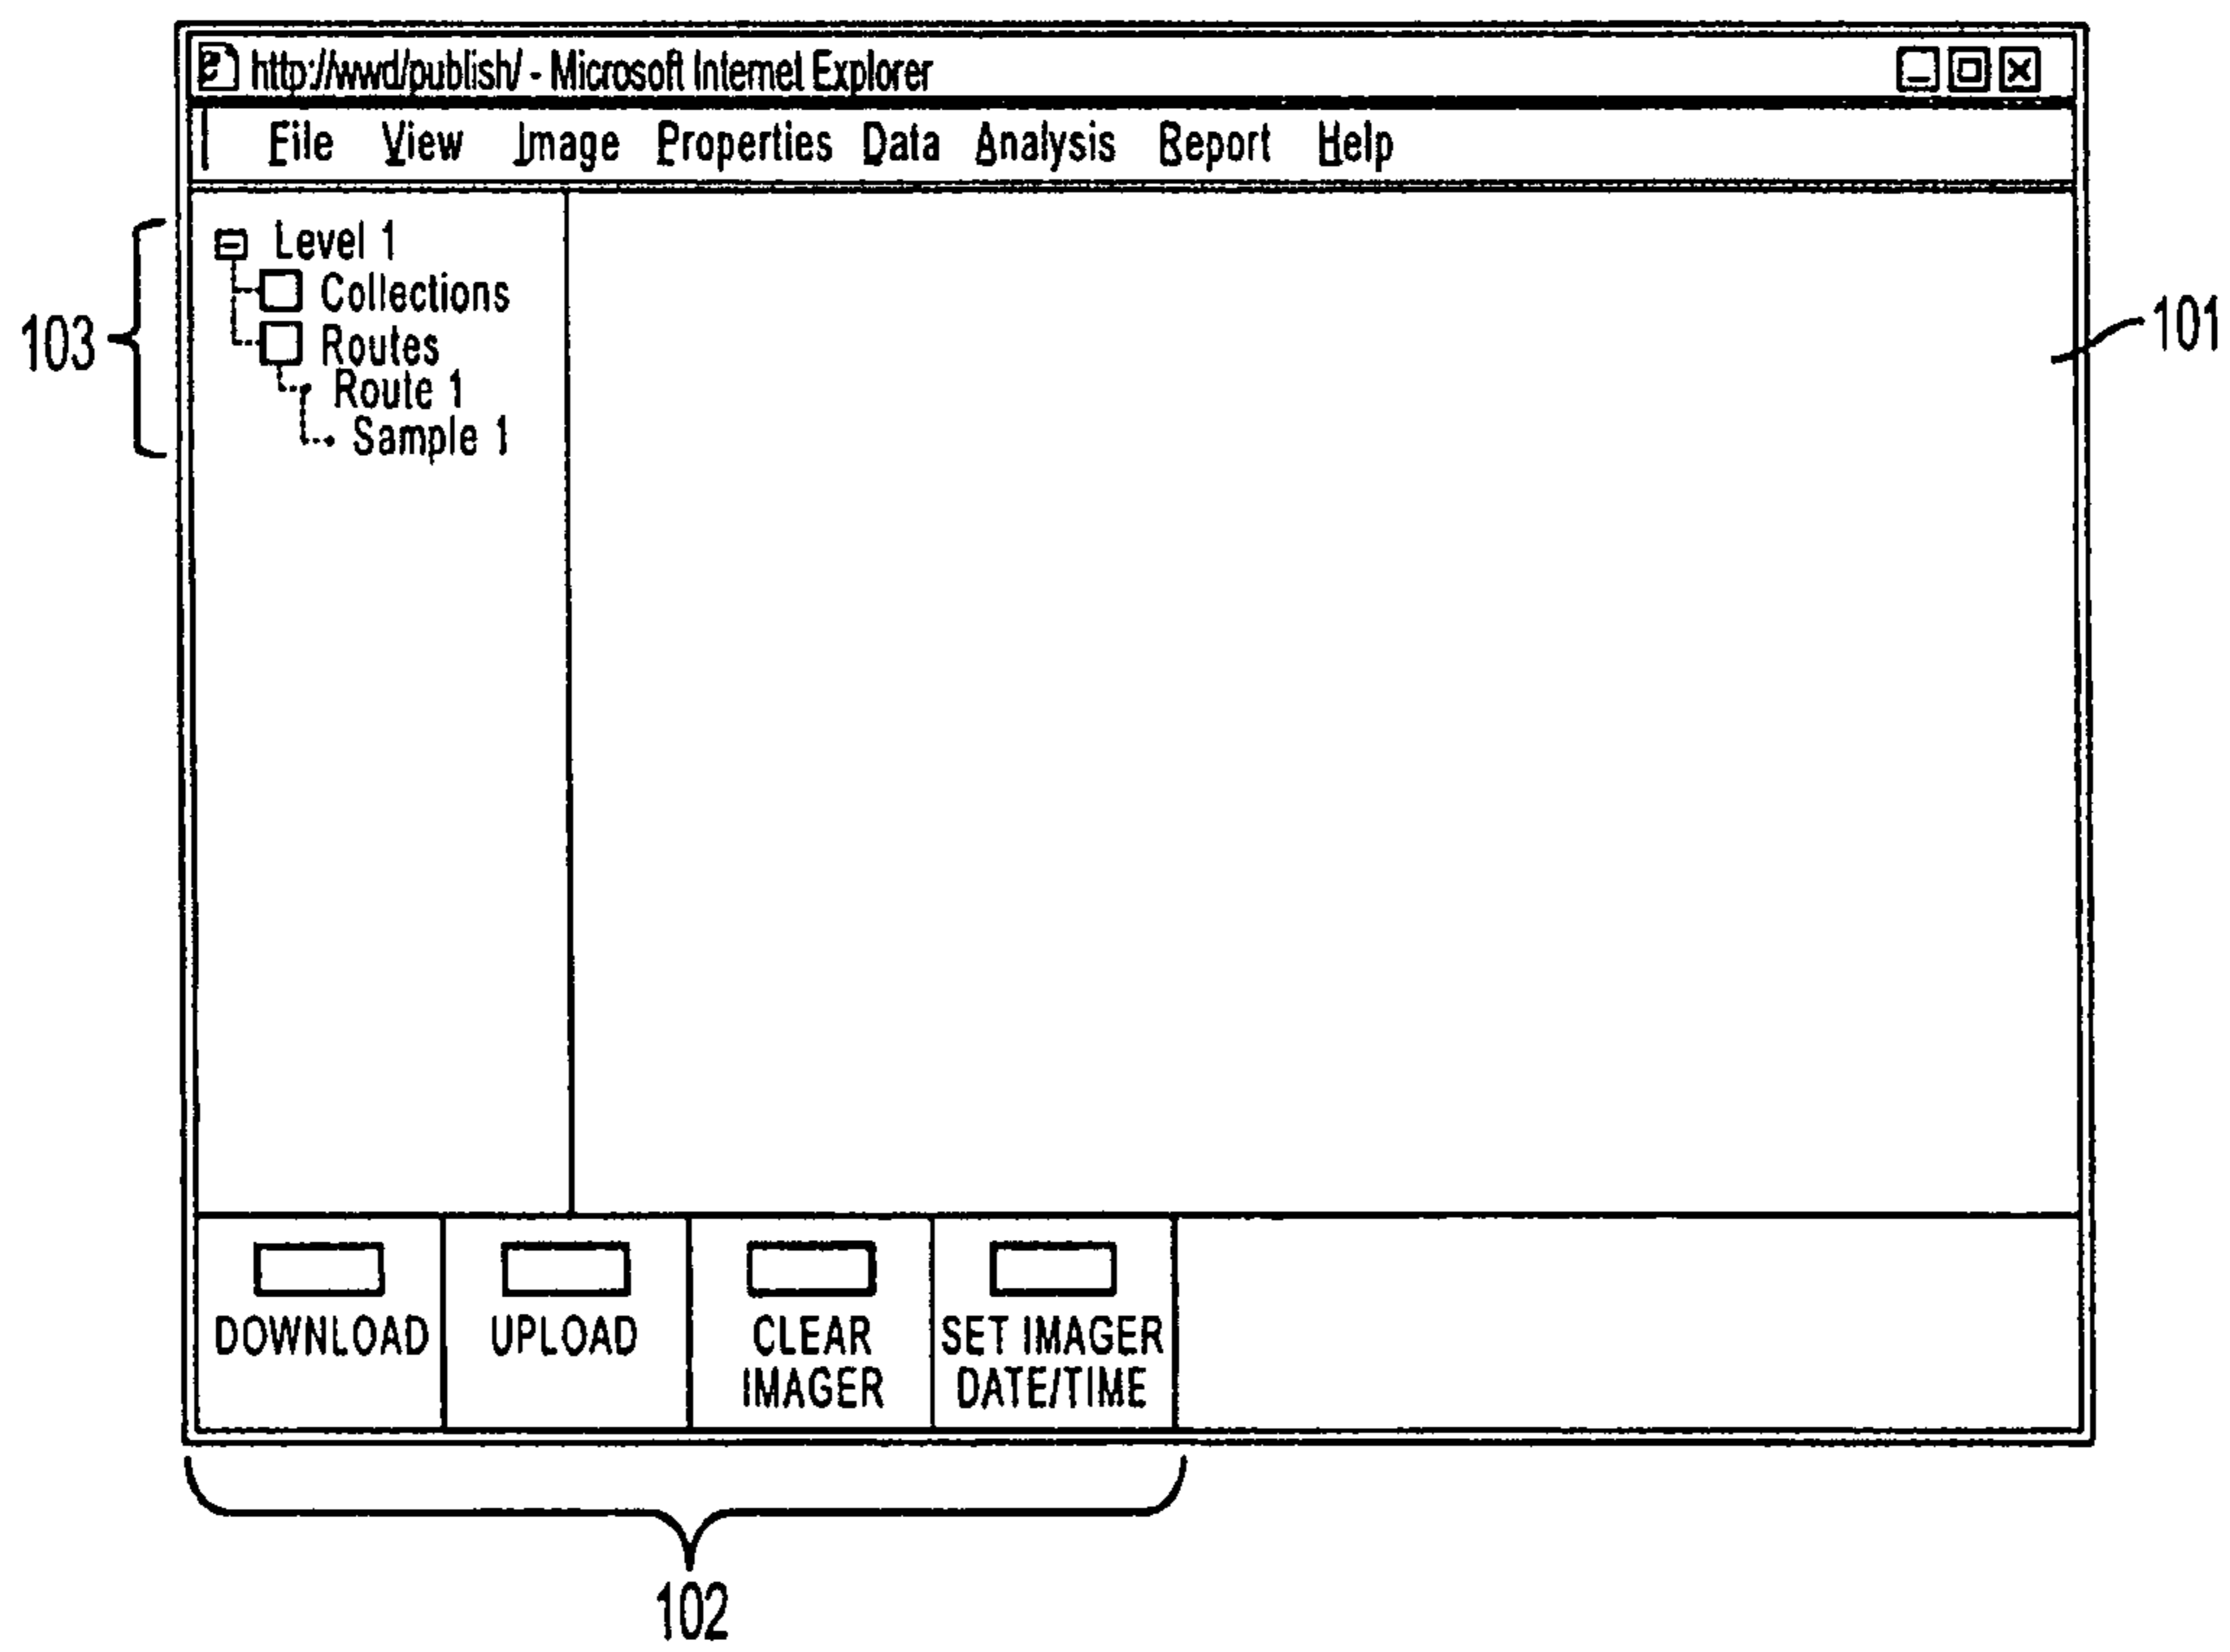 http://wwd/publish/ - Microsoft Internet Explorer
File View Image Properties Data Analysis Report Help
Level 1
Collections
Routes
Route 1
Sample 1
103
101
DOWNLOAD
UPLOAD
CLEAR
IMAGER
SET IMAGER
DATE/TIME
102